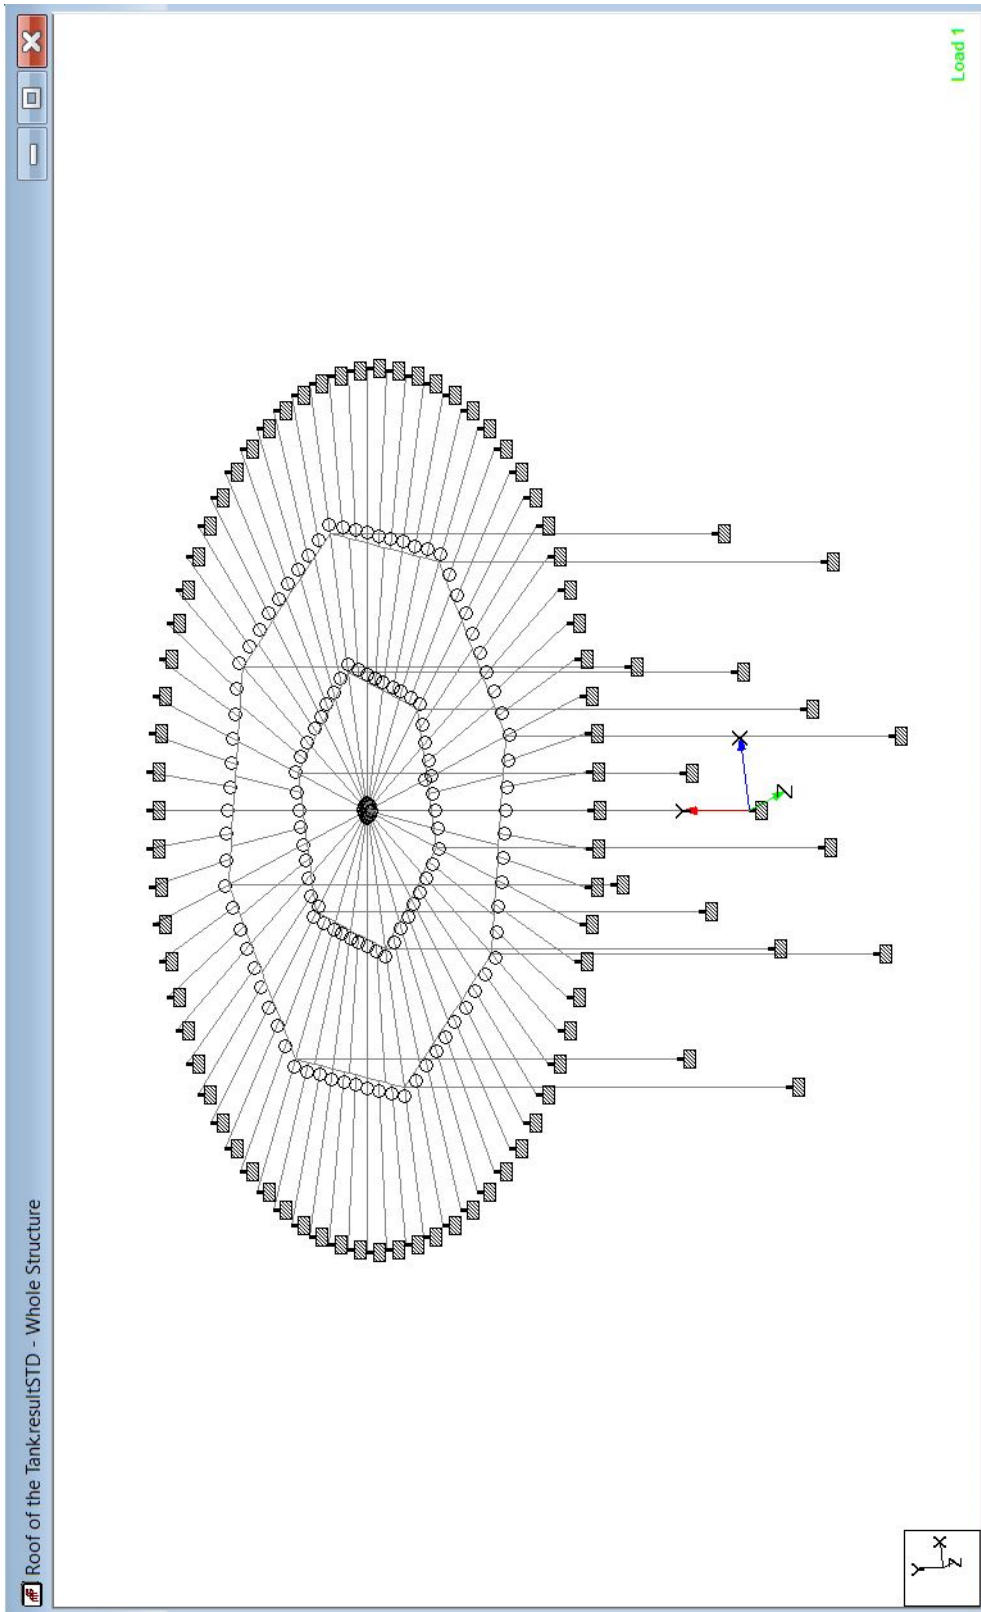 Roof of the Tank.resultSTD - Whole Structure
Load 1
Y
X
Z
Y
X
Z